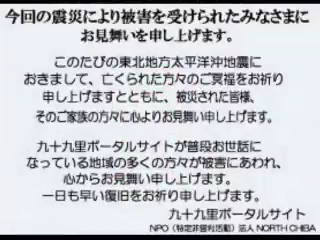 今回の震災により被害を受けられたみなさまに
お見舞いを申し上げます。
このたびの東北地方太平洋沖地震に
おきまして、亡くられた方々のご冥福をお祈り
申し上げますとともに、被災された皆様、
そのご家族の方々に心よりお見舞い申し上げます。
九十九里ポータルサイトが普段お世話に
なっている地域の多くの方々が被害にあわれ、
心からお見舞い申し上げます。
一日も早い復旧をお祈り申し上げます。
九十九里ポータルサイト
NPO（特定非営利活動）法人 NORTH CHIBA